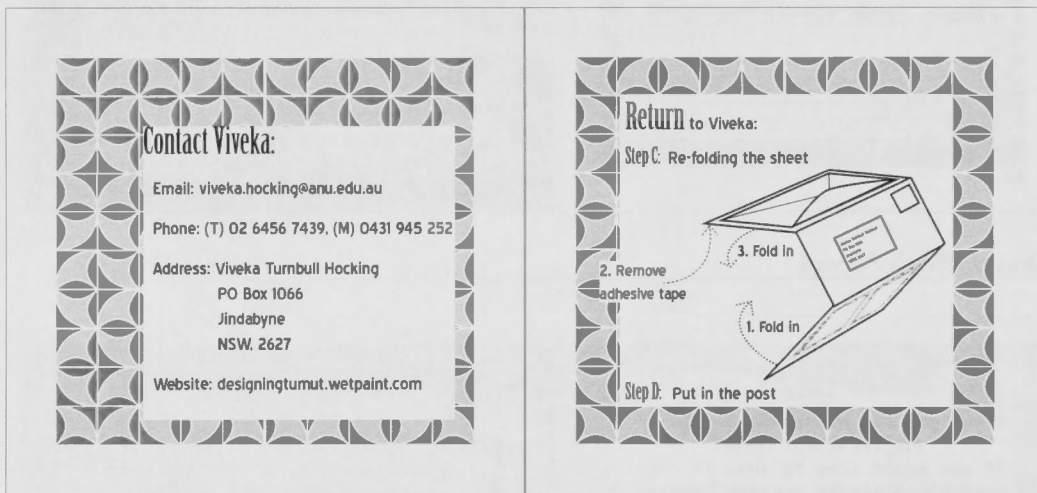 Contact Viveka:
Email: viveka.hocking@anu.edu.au
Phone: (T) 02 6456 7439, (M) 0431 945 252
Address: Viveka Turnbull Hocking
PO Box 1066
Jindabyne
NSW, 2627
Website: designingtumut.wetpaint.com
Return to Viveka:
Step C: Re-folding the sheet
3. Fold in
2. Remove
adhesive tape
1. Fold in
Step D: Put in the post